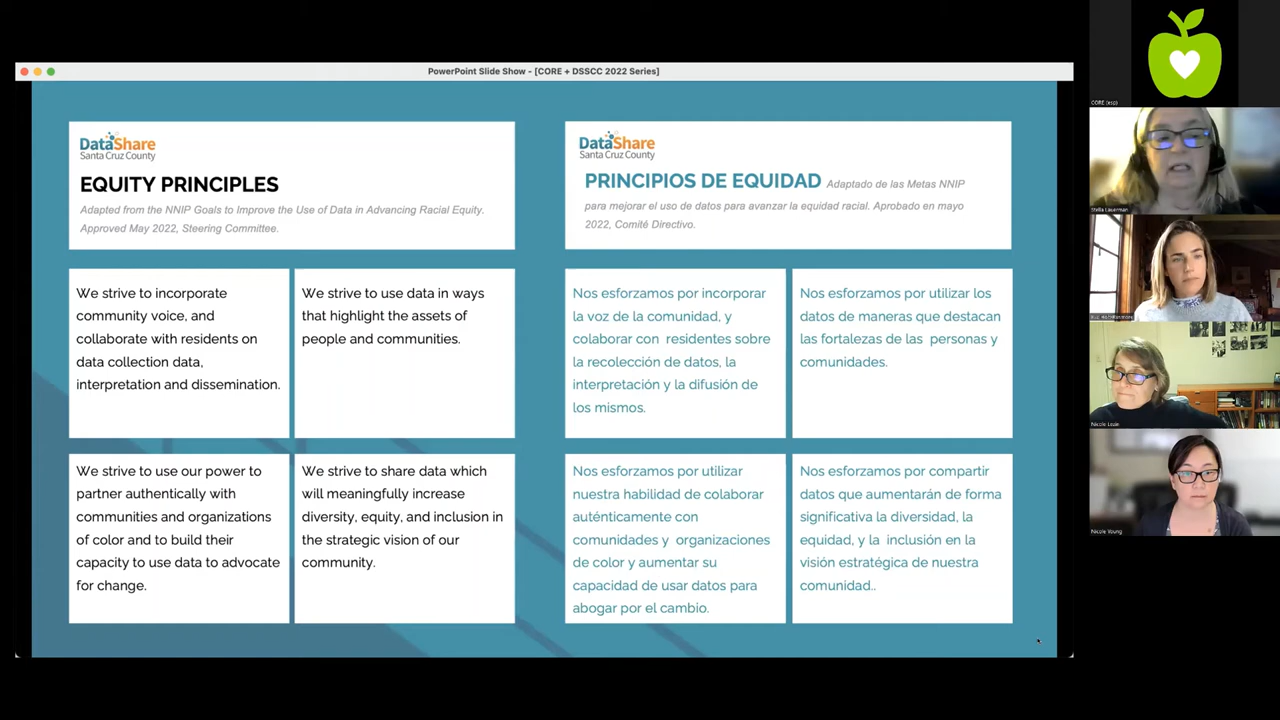 PowerPoint Slide Show - [CORE + DSSCC 2022 Series]
DataShare
Santa Cruz County
EQUITY PRINCIPLES
Adapted from the NNIP Goals to Improve the Use of Data in Advancing Racial Equity.
Approved May 2022, Steering Committee.
We strive to incorporate
community voice, and
collaborate with residents on
data collection data,
interpretation and dissemination.
We strive to use data in ways
that highlight the assets of
people and communities.
We strive to use our power to
partner authentically with
communities and organizations
of color and to build their
capacity to use data to advocate
for change.
We strive to share data which
will meaningfully increase
diversity, equity, and inclusion in
the strategic vision of our
community.
DataShare
Santa Cruz County
PRINCIPIOS DE EQUIDAD Adaptado de las Metas NNIP
para mejorar el uso de datos para avanzar la equidad racial. Aprobado en mayo
2022, Comité Directivo.
Nos esforzamos por incorporar
la voz de la comunidad, y
colaborar con residentes sobre
la recolección de datos, la
interpretación y la difusión de
los mismos.
Nos esforzamos por utilizar los
datos de maneras que destacan
las fortalezas de las personas y
comunidades.
Nos esforzamos por utilizar
nuestra habilidad de colaborar
auténticamente con
comunidades y organizaciones
de color y aumentar su
capacidad de usar datos para
abogar por el cambio.
Nos esforzamos por compartir
datos que aumentarán de forma
significativa la diversidad, la
equidad, y la inclusión en la
visión estratégica de nuestra
comunidad..
CORE (esp)
Nicole Young